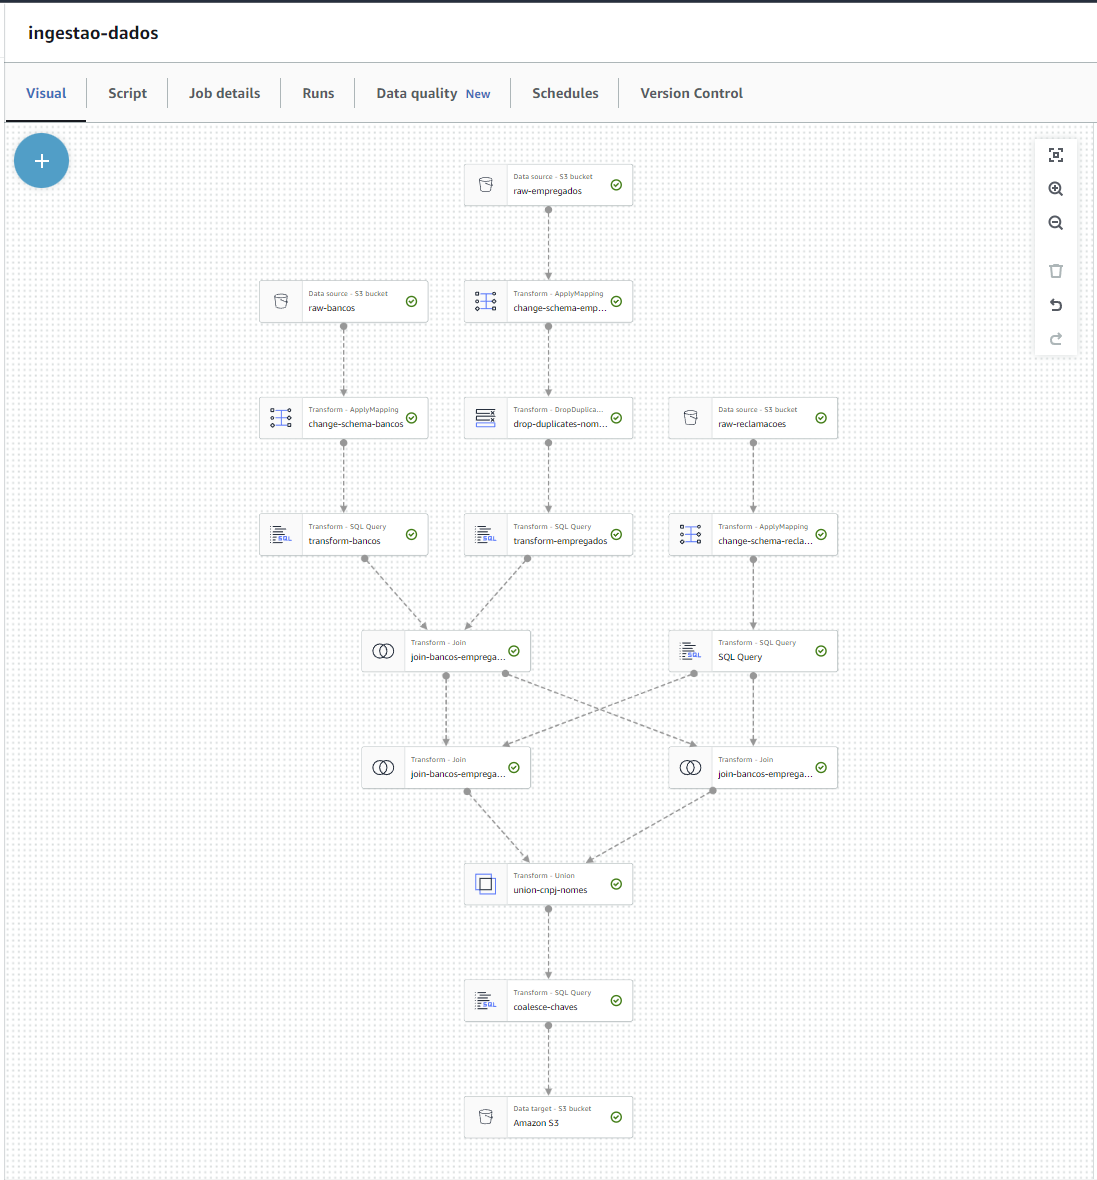 ingestao-dados
Visual
Script
Job details
Runs
Data quality New
Schedules
Version Control
+
Data source - S3 bucket
raw-empregados
Data source - S3 bucket
raw-bancos
Transform - ApplyMapping
change-schema-emp...
Transform - ApplyMapping
change-schema-bancos
Transform - DropDuplica...
drop-duplicates-nom...
Data source - S3 bucket
raw-reclamacoes
SQL
Transform - SQL Query
transform-bancos
SQL
Transform - SQL Query
transform-empregados
Transform - ApplyMapping
change-schema-recla...
Transform - Join
join-bancos-emprega...
SQL
Transform - SQL Query
SQL Query
Transform - Join
join-bancos-emprega...
Transform - Join
join-bancos-emprega...
Transform - Union
union-cnpj-nomes
SQL
Transform - SQL Query
coalesce-chaves
Data target - S3 bucket
Amazon S3